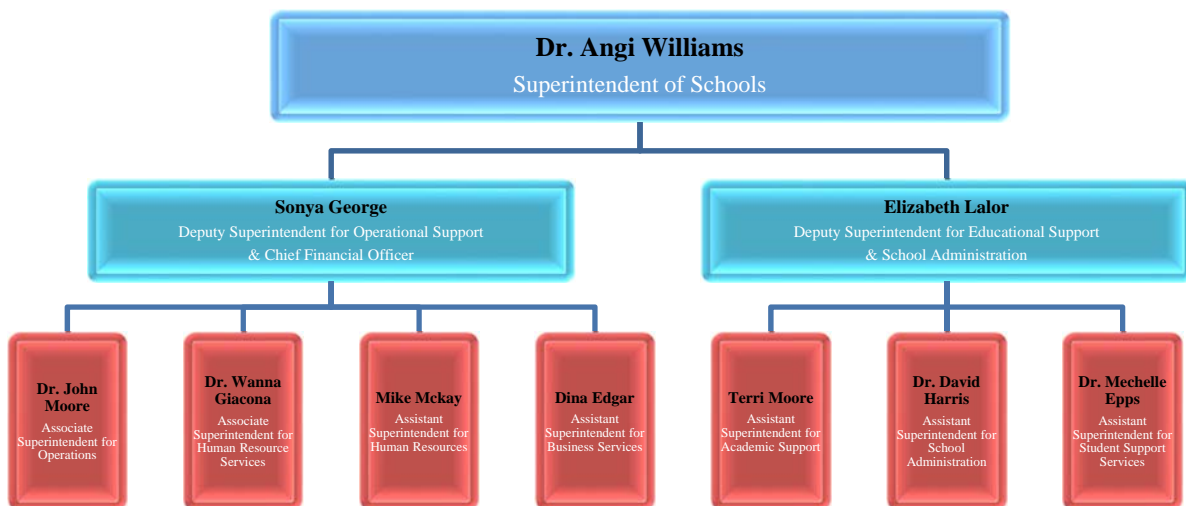 Dr. Angi Williams
Superintendent of Schools
Sonya George
Deputy Superintendent for Operational Support
& Chief Financial Officer
Elizabeth Lalor
Deputy Superintendent for Educational Support
& School Administration
Dr. John
Moore
Associate
Superintendent for
Operations
Dr. Wanna
Giacona
Associate
Superintendent for
Human Resource
Services
Mike Mckay
Assistant
Superintendent for
Human Resources
Dina Edgar
Assistant
Superintendent for
Business Services
Terri Moore
Assistant
Superintendent for
Academic Support
Dr. David
Harris
Assistant
Superintendent for
School
Administration
Dr. Mechelle
Epps
Assistant
Superintendent for
Student Support
Services